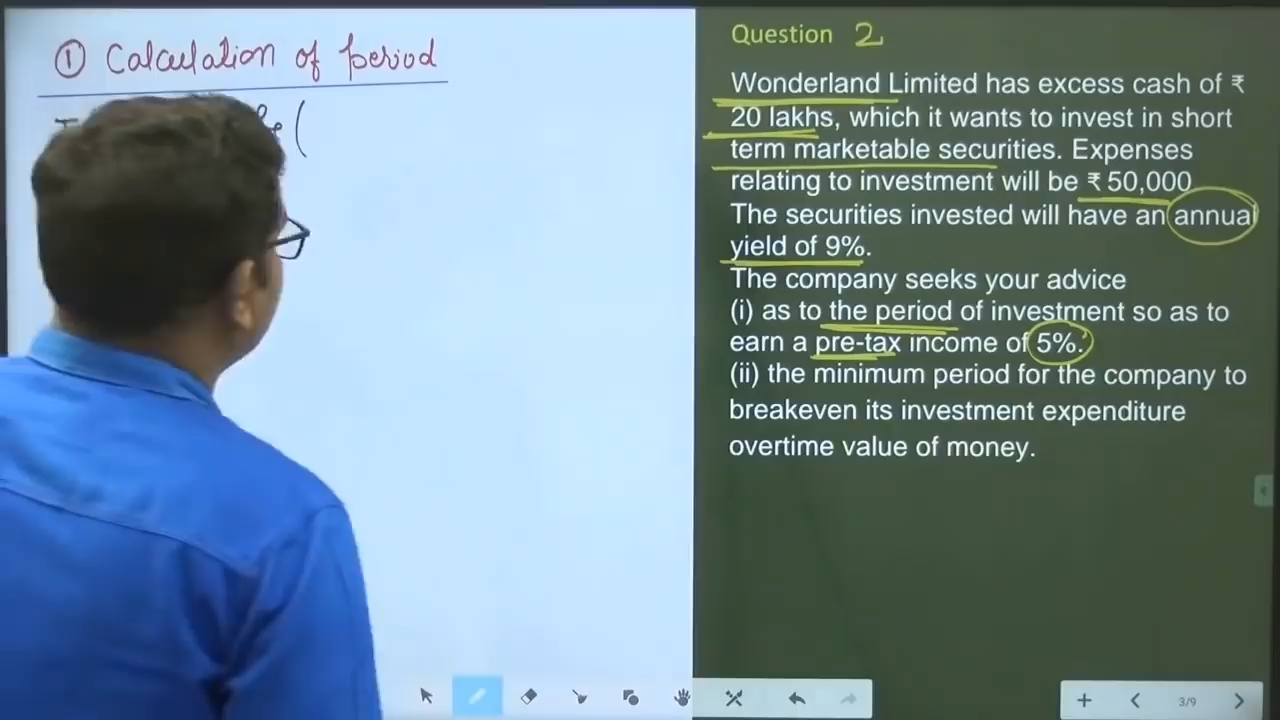 ① Calculation of period
(
Question 2
Wonderland Limited has excess cash of ₹
20 lakhs, which it wants to invest in short
term marketable securities. Expenses
relating to investment will be ₹ 50,000
The securities invested will have an annual
yield of 9%.
The company seeks your advice
(i) as to the period of investment so as to
earn a pre-tax income of 5%.
(ii) the minimum period for the company to
breakeven its investment expenditure
overtime value of money.
3/9